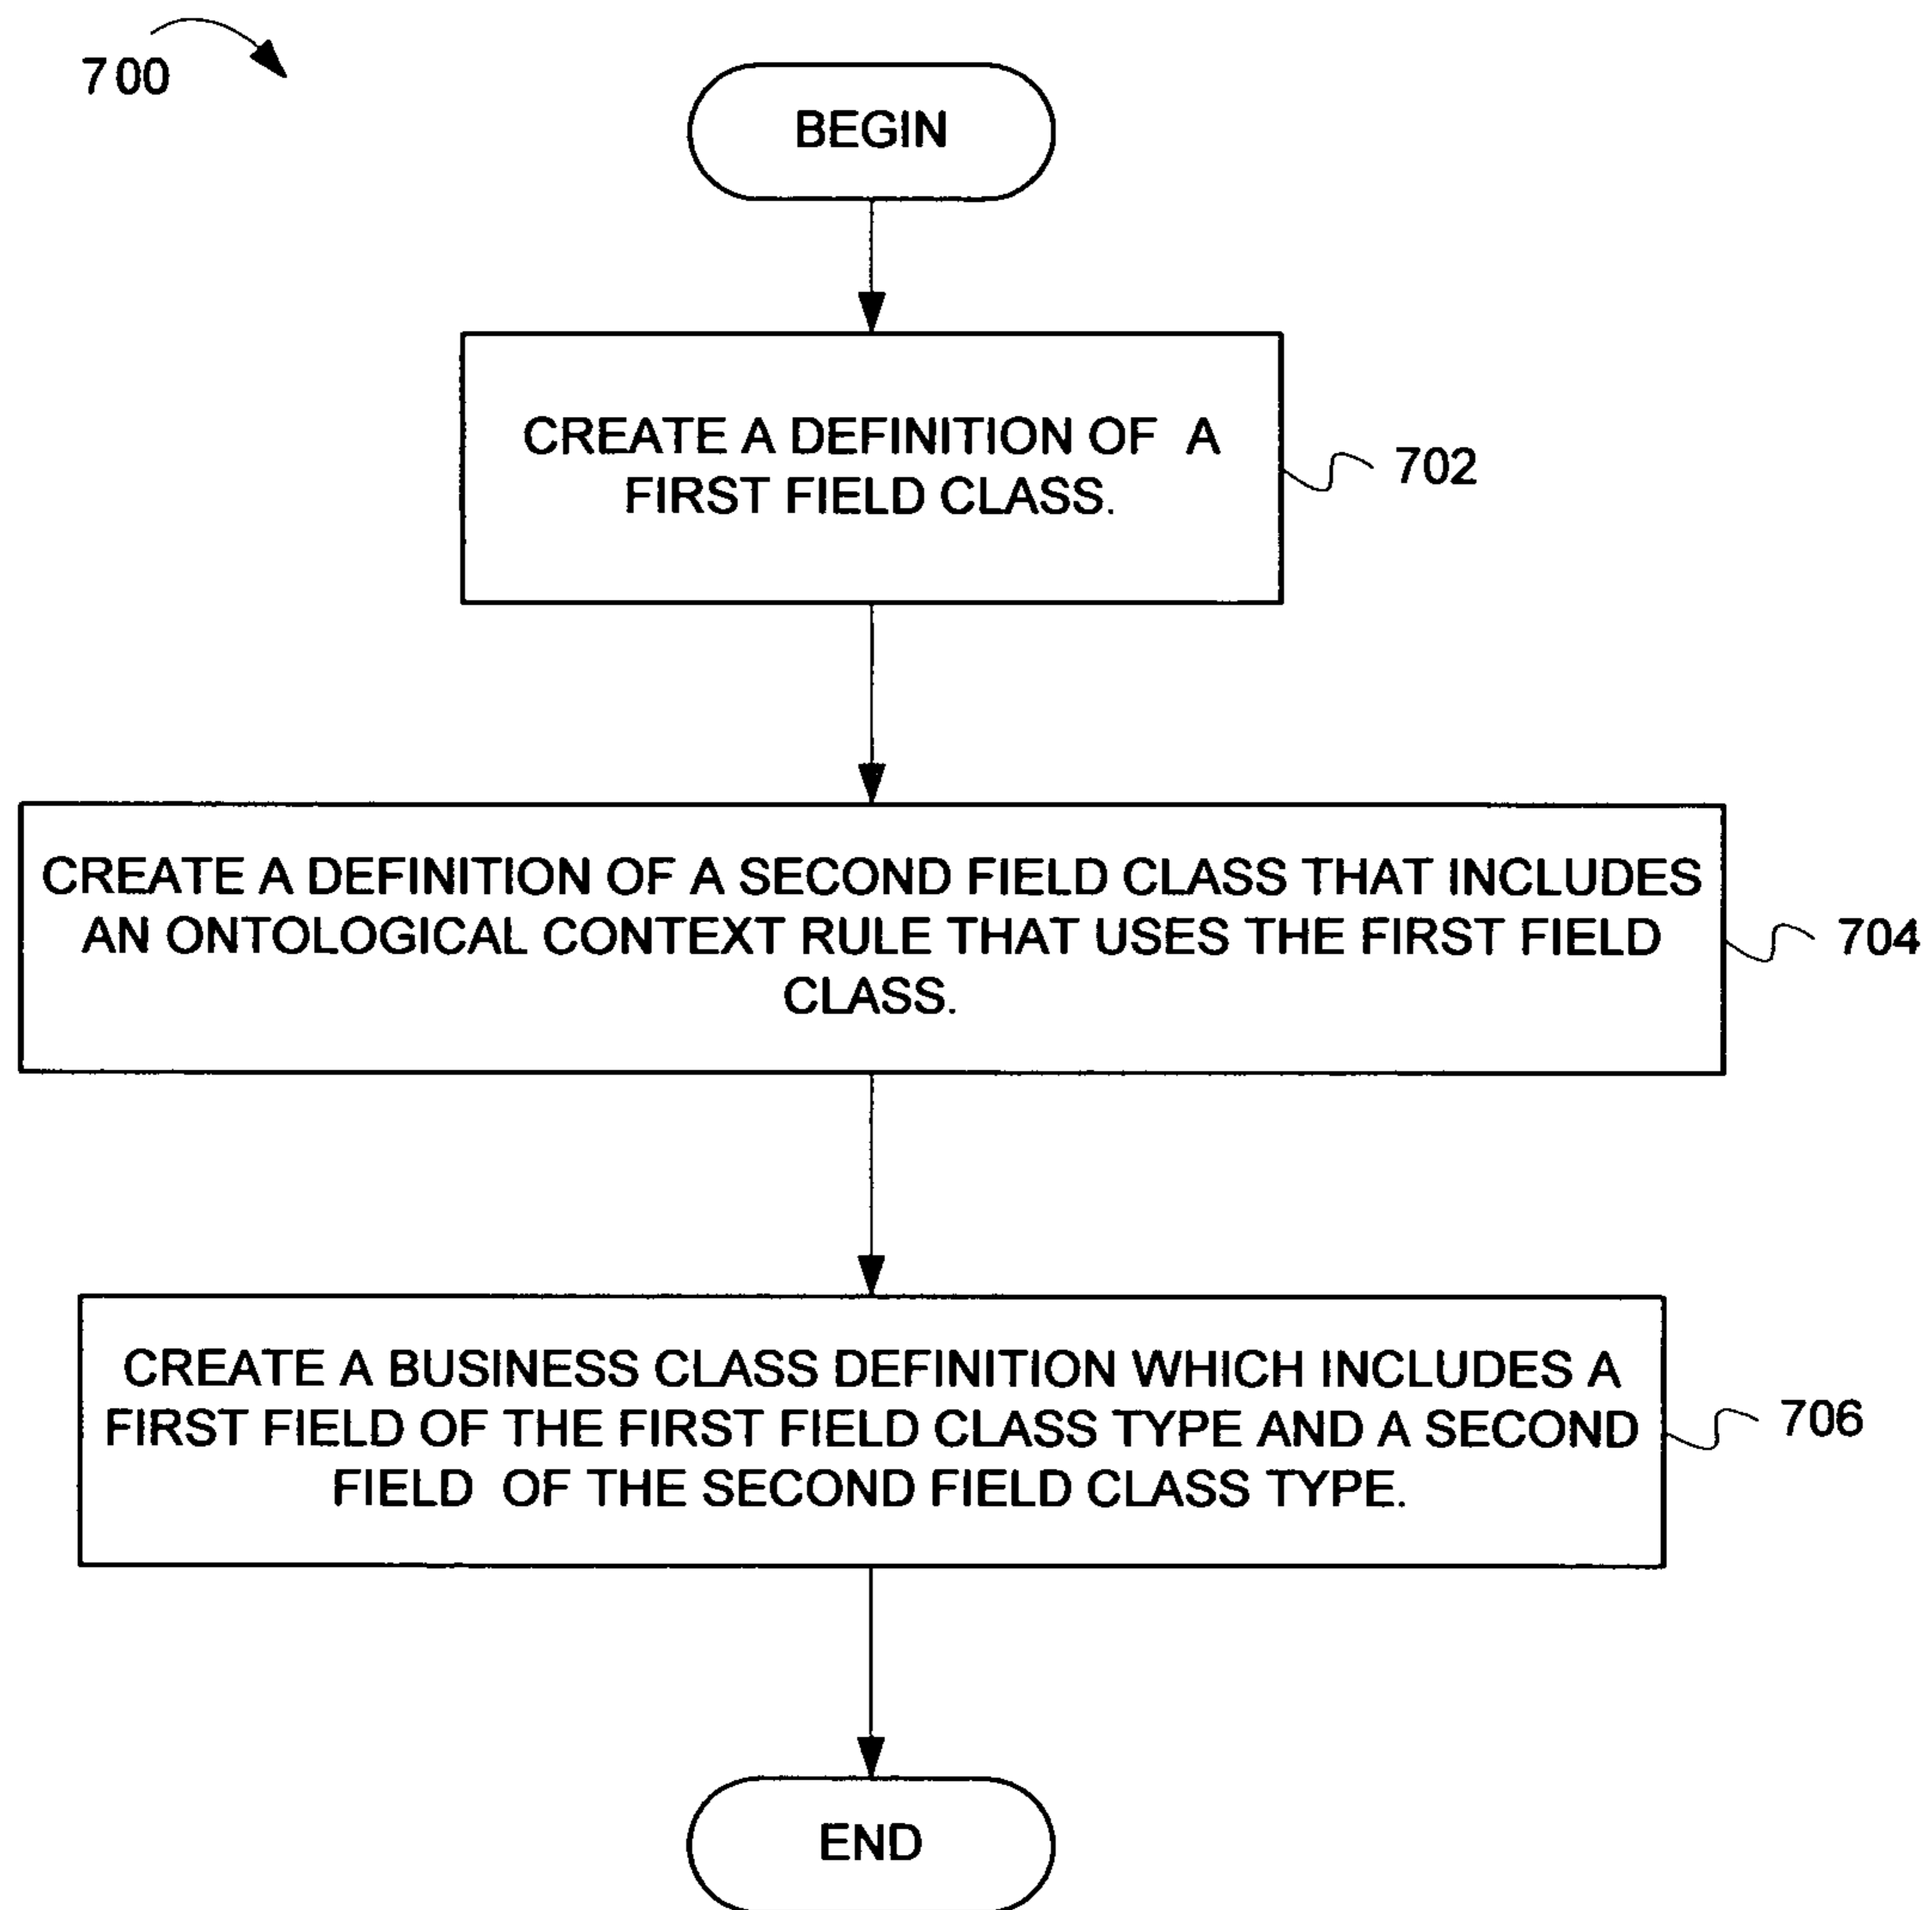 700
BEGIN
CREATE A DEFINITION OF A
FIRST FIELD CLASS.
702
CREATE A DEFINITION OF A SECOND FIELD CLASS THAT INCLUDES
AN ONTOLOGICAL CONTEXT RULE THAT USES THE FIRST FIELD
CLASS.
704
CREATE A BUSINESS CLASS DEFINITION WHICH INCLUDES A
FIRST FIELD OF THE FIRST FIELD CLASS TYPE AND A SECOND
FIELD OF THE SECOND FIELD CLASS TYPE.
706
END